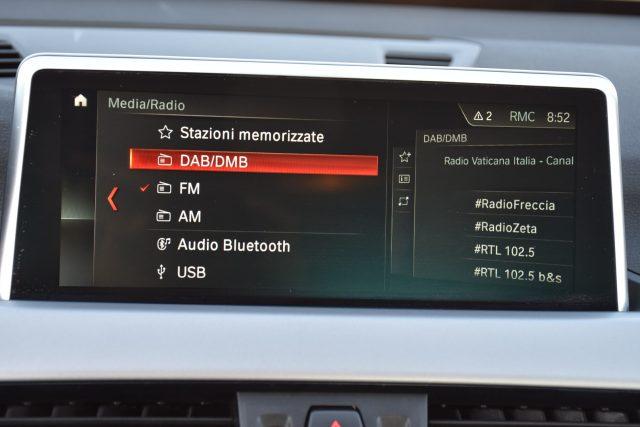 Media/Radio
2 RMC 8:52
Stazioni memorizzate
DAB/DMB
FM
AM
Audio Bluetooth
USB
DAB/DMB
Radio Vaticana Italia - Canal
#RadioFreccia
#RadioZeta
#RTL 102.5
#RTL 102.5 b&s